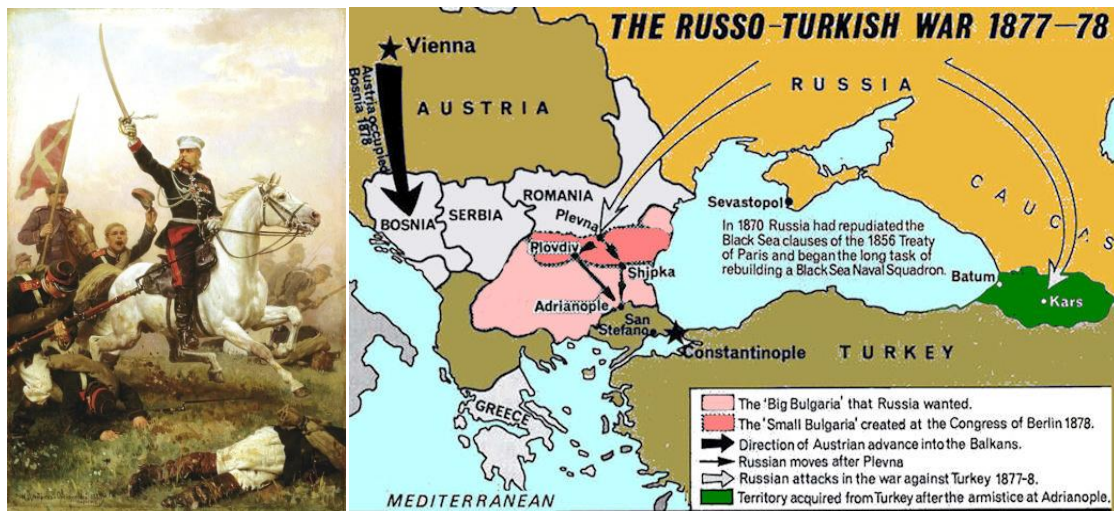 THE RUSSO-TURKISH WAR 1877-78
Vienna
Austria occupied
Bosnia 1878
AUSTRIA
RUSSIA
CAUCAS
ROMANIA
BOSNIA
SERBIA
Plevna
Plovdiv
Shipka
Adrianople
San
Stefano
Constantinople
Sevastopol
In 1870 Russia had repudiated the
Black Sea clauses of the 1856 Treaty
of Paris and began the long task of
rebuilding a Black Sea Naval Squadron.
Batum
Kars
TURKEY
GREECE
MEDITERRANEAN
The 'Big Bulgaria' that Russia wanted.
The 'Small Bulgaria' created at the Congress of Berlin 1878.
Direction of Austrian advance into the Balkans.
Russian moves after Plevna
Russian attacks in the war against Turkey 1877-8.
Territory acquired from Turkey after the armistice at Adrianople.